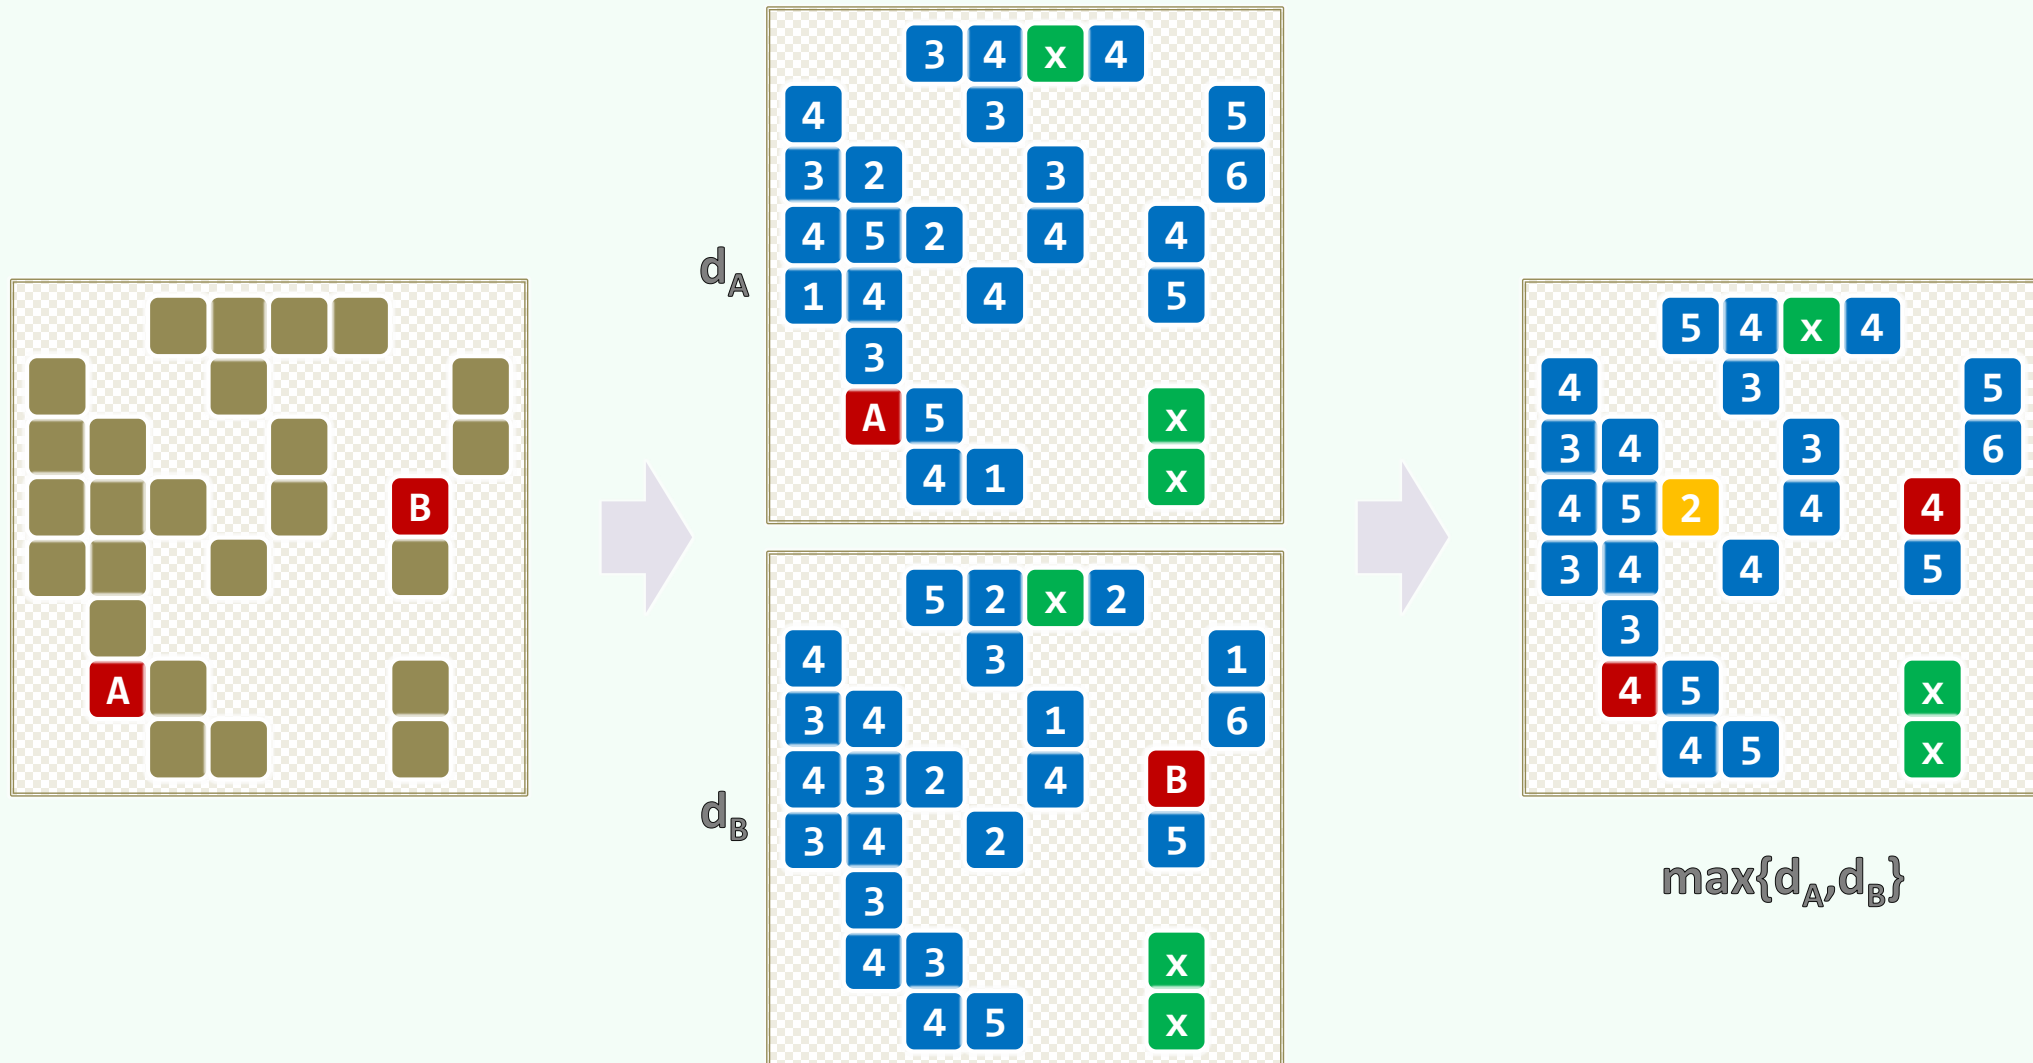 B
A
d_A
3 4 x 4
4 3 5
3 2 3 6
4 5 2 4 4
1 4 4 5
3
A 5 x
4 1 x
d_B
5 2 x 2
4 3 1
3 4 1 6
4 3 2 4 B
3 4 2 5
3
4 3 x
4 5 x
5 4 x 4
4 3 5
3 4 3 6
4 5 2 4 4
3 4 4 5
3
4 5 x
4 5 x
max{d_A,d_B}